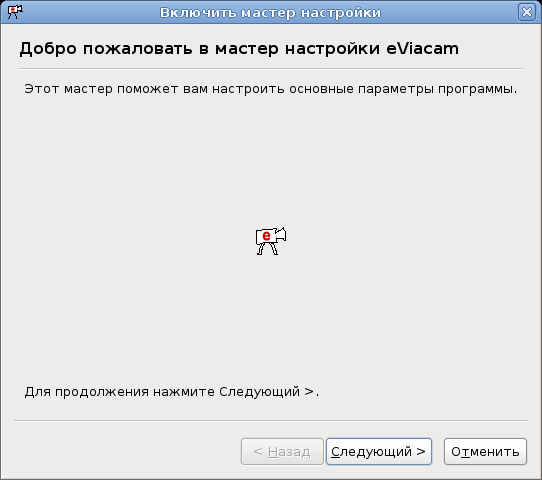 Включить мастер настройки
Добро пожаловать в мастер настройки eViacam
Этот мастер поможет вам настроить основные параметры программы.
e
Для продолжения нажмите Следующий >.
< Назад
Следующий >
Отменить